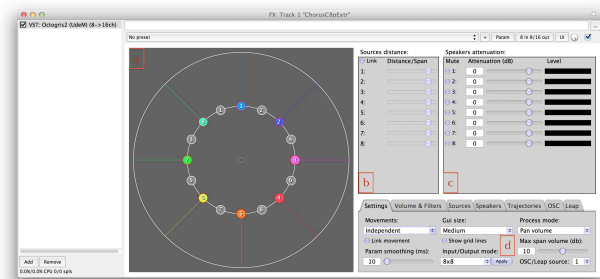 FX: Track 1 "ChorusC8pExtr"
VST: Octogris2 (UdeM) (8->16ch)
No preset
+ Param 8 in 8/16 out UI
a
Sources distance:
Link Distance/Span
1:
2:
3:
4:
5:
6:
7:
8:
b
Speakers attenuation:
Mute Attenuation (dB) Level
1: 0
2: 0
3: 0
4: 0
5: 0
6: 0
7: 0
8: 0
c
Settings Volume & Filters Sources Speakers Trajectories OSC Leap
Movements: Gui size: Process mode:
Independent Medium Pan volume
Link movement Show grid lines Max span volume (db):
d
10
Param smoothing (ms): Input/Output mode:
10 8x8 Apply OSC/Leap source: 1
Add Remove
0.0%/0.0% CPU 0/0 spls